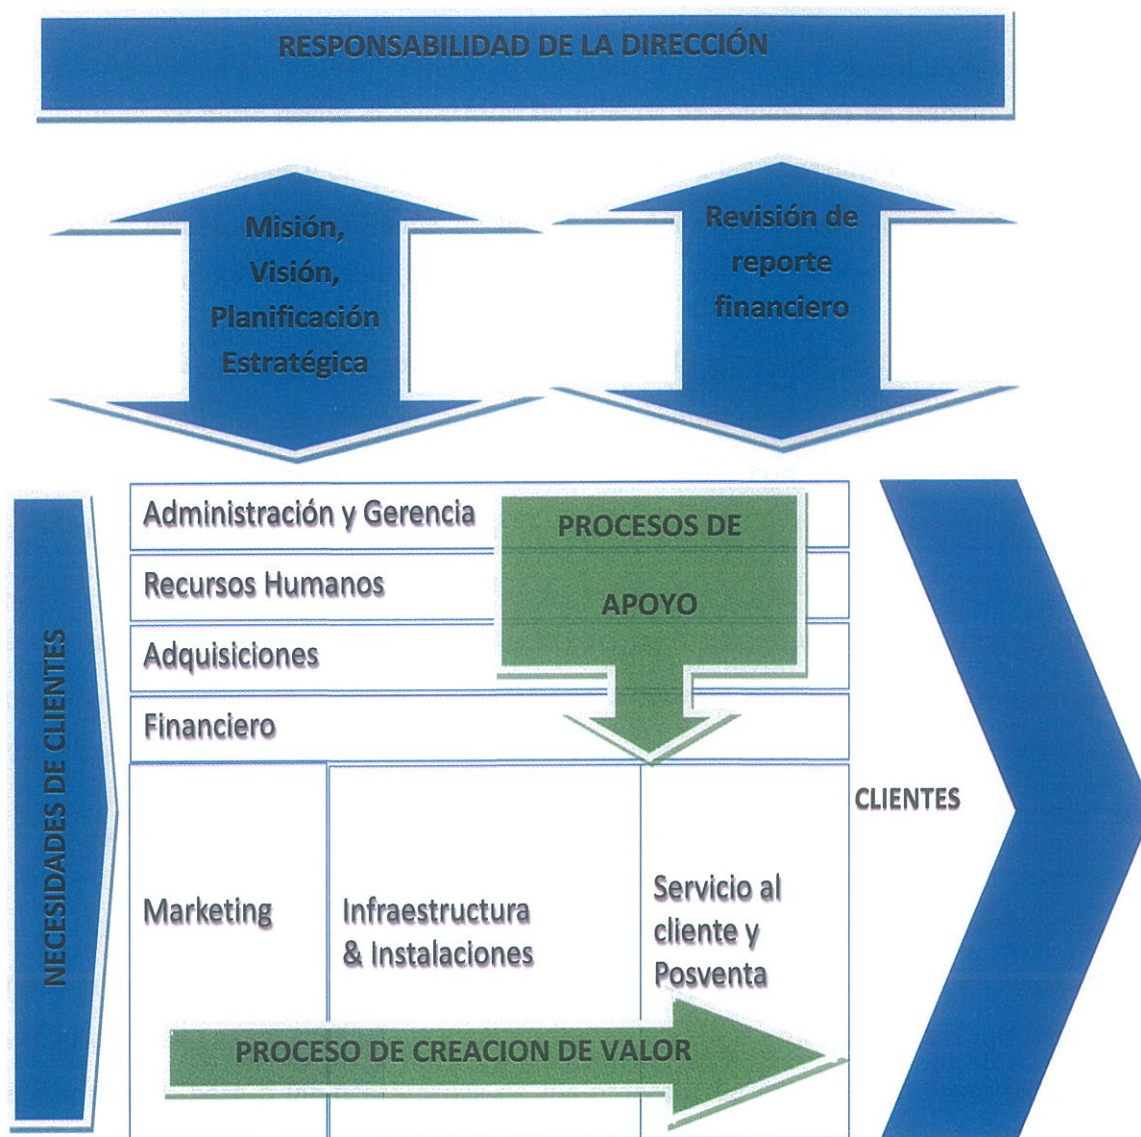 RESPONSABILIDAD DE LA DIRECCIÓN
Misión,
Visión,
Planificación
Estratégica
Revisión de
reporte
financiero
NECESIDADES DE CLIENTES
Administración y Gerencia
Recursos Humanos
Adquisiciones
Financiero
PROCESOS DE
APOYO
Marketing
Infraestructura
& Instalaciones
Servicio al
cliente y
Posventa
PROCESO DE CREACION DE VALOR
CLIENTES